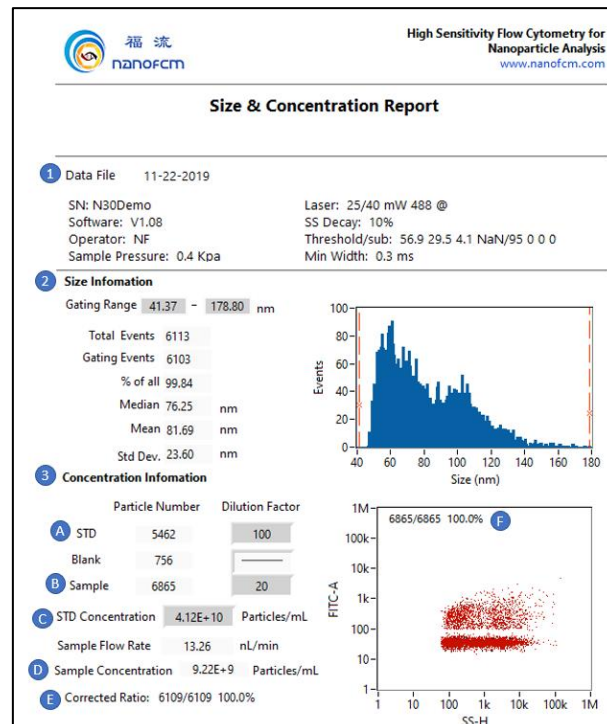 福流
nanoFCM
High Sensitivity Flow Cytometry for
Nanoparticle Analysis
www.nanofcm.com
Size & Concentration Report
1 Data File 11-22-2019
SN: N30Demo
Software: V1.08
Operator: NF
Sample Pressure: 0.4 Kpa
Laser: 25/40 mW 488 @
SS Decay: 10%
Threshold/sub: 56.9 29.5 4.1 NaN/95 0 0 0
Min Width: 0.3 ms
2 Size Infomation
Gating Range 41.37 - 178.80 nm
Total Events 6113
Gating Events 6103
% of all 99.84
Median 76.25 nm
Mean 81.69 nm
Std Dev. 23.60 nm
100
80
60
40
20
0
Events
40 60 80 100 120 140 160 180
Size (nm)
3 Concentration Infomation
Particle Number Dilution Factor
A STD 5462 100
Blank 756
B Sample 6865 20
C STD Concentration 4.12E+10 Particles/mL
Sample Flow Rate 13.26 nL/min
D Sample Concentration 9.22E+9 Particles/mL
E Corrected Ratio: 6109/6109 100.0%
6865/6865 100.0% F
1M
100k
10k
1k
100
10
1
FITC-A
1 10 100 1k 10k 100k 1M
SS-H